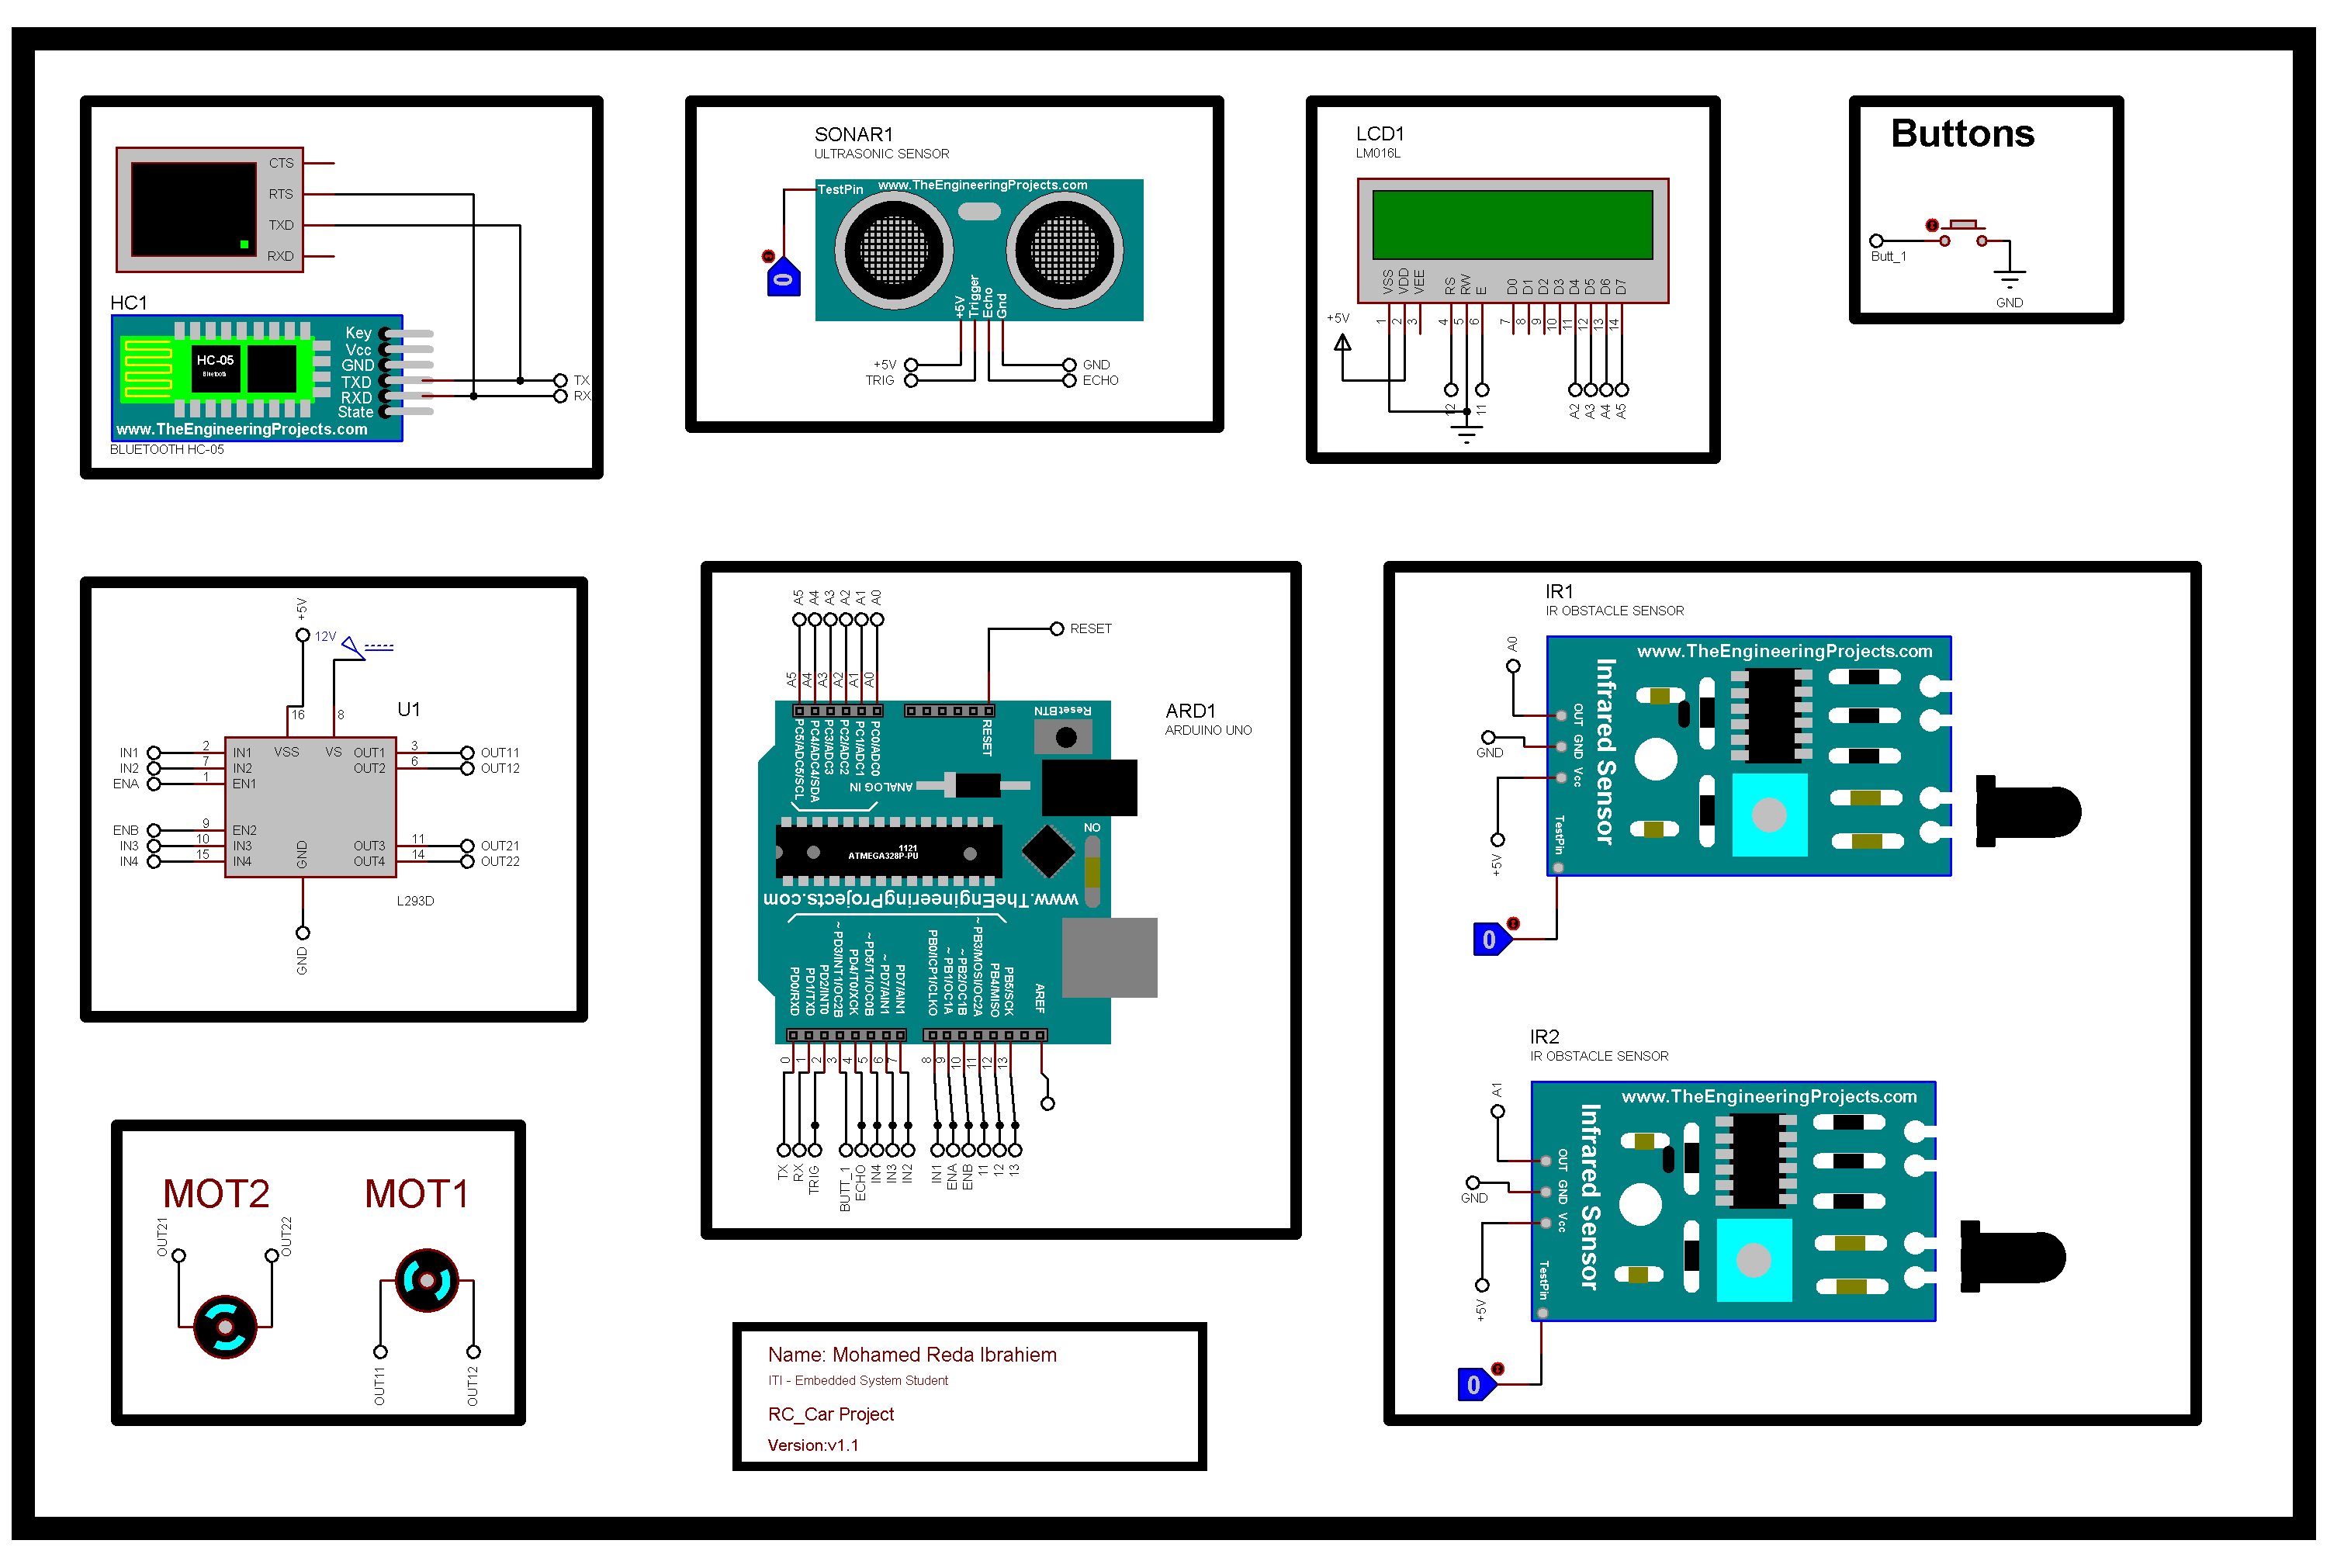 CTS
RTS
TXD
RXD
HC1
HC-05
Bluetooth
Key
Vcc
GND
TXD
RXD
State
TX
RX
www.TheEngineeringProjects.com
BLUETOOTH HC-05
SONAR1
ULTRASONIC SENSOR
TestPin
www.TheEngineeringProjects.com
0
+5V
Trigger
Echo
Gnd
+5V
TRIG
GND
ECHO
LCD1
LM016L
VSS
VDD
VEE
RS
RW
E
D0
D1
D2
D3
D4
D5
D6
D7
1
2
3
4
5
6
7
8
9
10
11
12
13
14
+5V
12
11
A2
A3
A4
A5
Buttons
Butt_1
GND
+5V
12V
16
8
U1
VSS
VS
IN1
IN2
ENA
2
7
1
IN1
IN2
EN1
OUT1
OUT2
3
6
OUT11
OUT12
ENB
IN3
IN4
9
10
15
EN2
IN3
IN4
GND
OUT3
OUT4
11
14
OUT21
OUT22
L293D
GND
A5
A4
A3
A2
A1
A0
RESET
A5
A4
A3
A2
A1
A0
ARD1
ARDUINO UNO
PC5/ADC5/SCL
PC4/ADC4/SDA
PC3/ADC3
PC2/ADC2
PC1/ADC1
PC0/ADC0
RESET
ResetBTN
ANALOG IN
ON
1121
ATMEGA328P-PU
www.TheEngineeringProjects.com
PD0/RXD
PD1/TXD
PD2/INT0
~PD3/INT1/OC2B
PD4/T0/XCK
~PD5/T1/OC0B
~PD7/AIN1
PD7/AIN1
PB0/ICP1/CLKO
~PB1/OC1A
~PB2/OC1B
~PB3/MOSI/OC2A
PB4/MISO
PB5/SCK
AREF
0
1
2
3
4
5
6
7
8
9
10
11
12
13
TX
RX
TRIG
BUTT_1
ECHO
IN4
IN3
IN2
IN1
ENA
ENB
11
12
13
IR1
IR OBSTACLE SENSOR
A0
GND
+5V
www.TheEngineeringProjects.com
Infrared Sensor
OUT
GND
Vcc
TestPin
0
IR2
IR OBSTACLE SENSOR
A1
GND
+5V
www.TheEngineeringProjects.com
Infrared Sensor
OUT
GND
Vcc
TestPin
0
MOT2
MOT1
OUT21
OUT22
OUT11
OUT12
Name: Mohamed Reda Ibrahiem
ITI - Embedded System Student
RC_Car Project
Version:v1.1